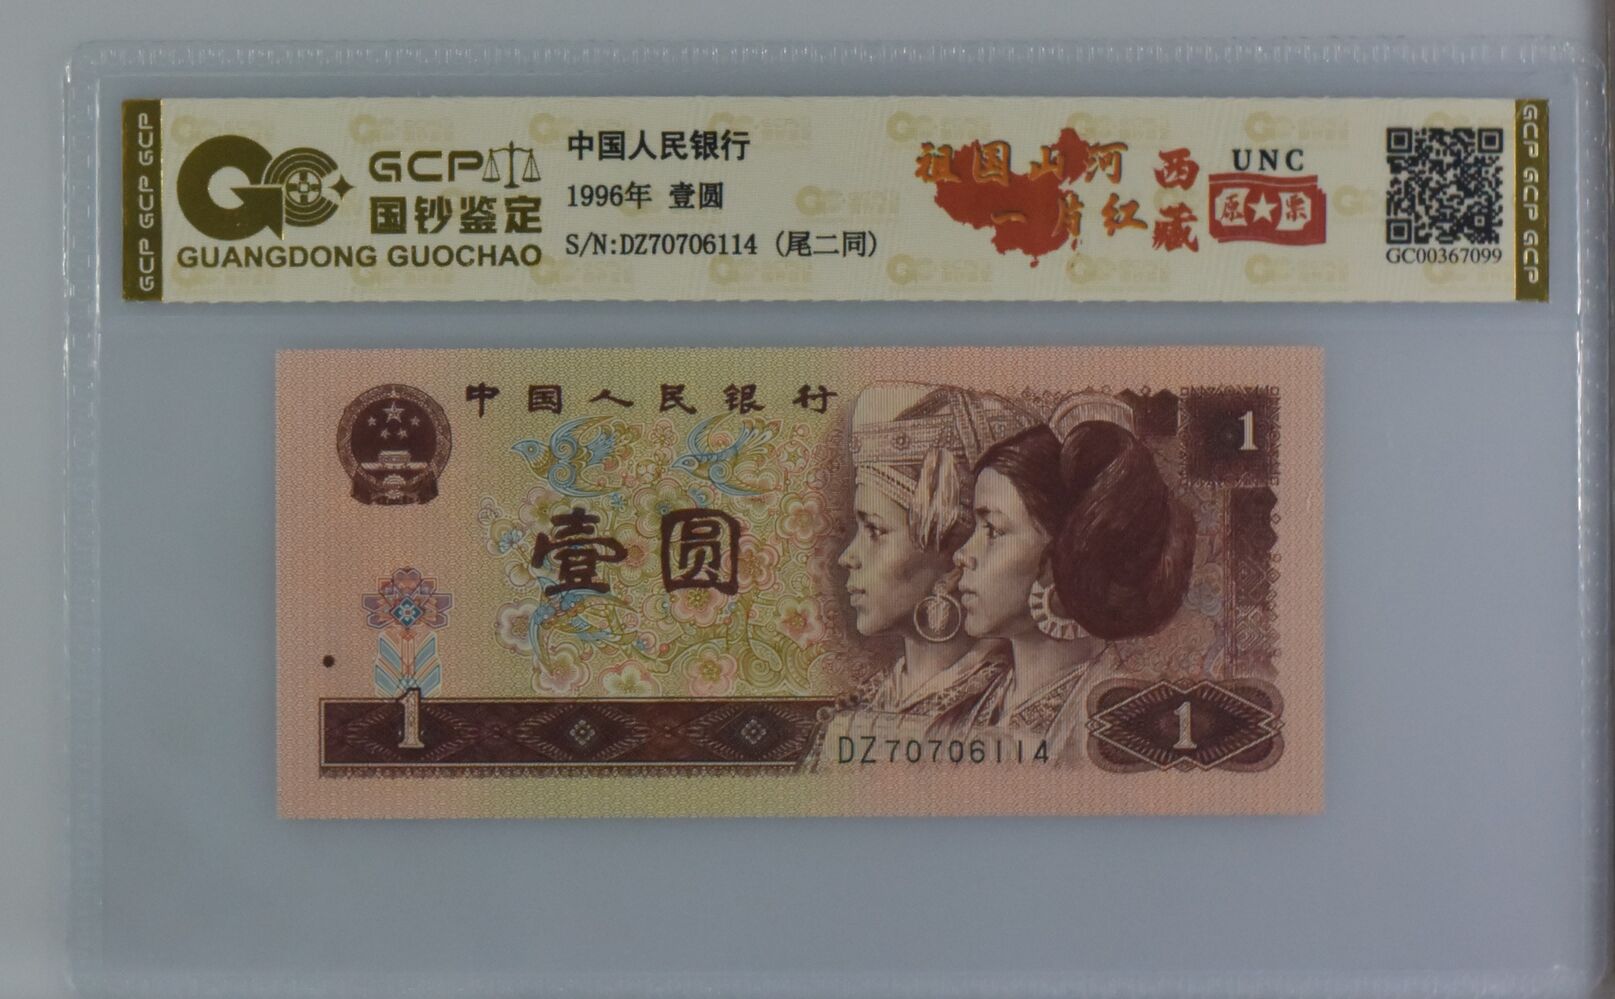 GCP GCP GCP GCP
GCP
国钞鉴定
GUANGDONG GUOCHAO
中国人民银行
1996年 壹圆
S/N:DZ70706114 (尾二同)
祖国山河
一片红
西藏
UNC
原★票
GC00367099
GCP GCP GCP GCP
中国人民银行
1
壹圆
1
DZ70706114
1